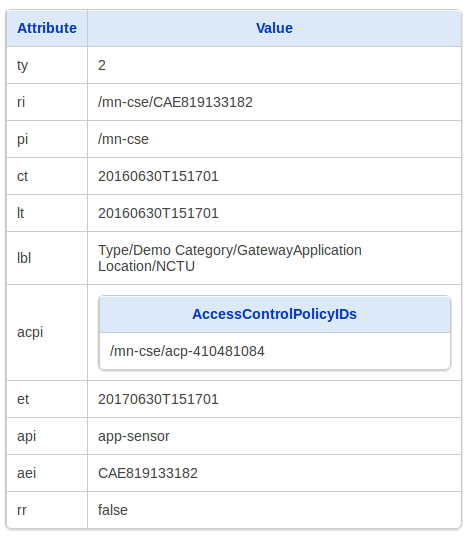 Attribute Value
ty 2
ri /mn-cse/CAE819133182
pi /mn-cse
ct 20160630T151701
lt 20160630T151701
lbl Type/Demo Category/GatewayApplication
Location/NCTU
acpi
AccessControlPolicyIDs
/mn-cse/acp-410481084
et 20170630T151701
api app-sensor
aei CAE819133182
rr false